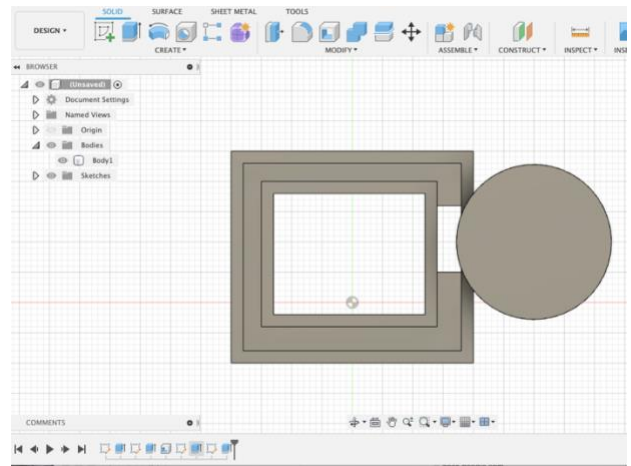 SOLID SURFACE SHEET METAL TOOLS
DESIGN
CREATE MODIFY ASSEMBLE CONSTRUCT INSPECT
BROWSER
(Unsaved)
Document Settings
Named Views
Origin
Bodies
Body1
Sketches
COMMENTS